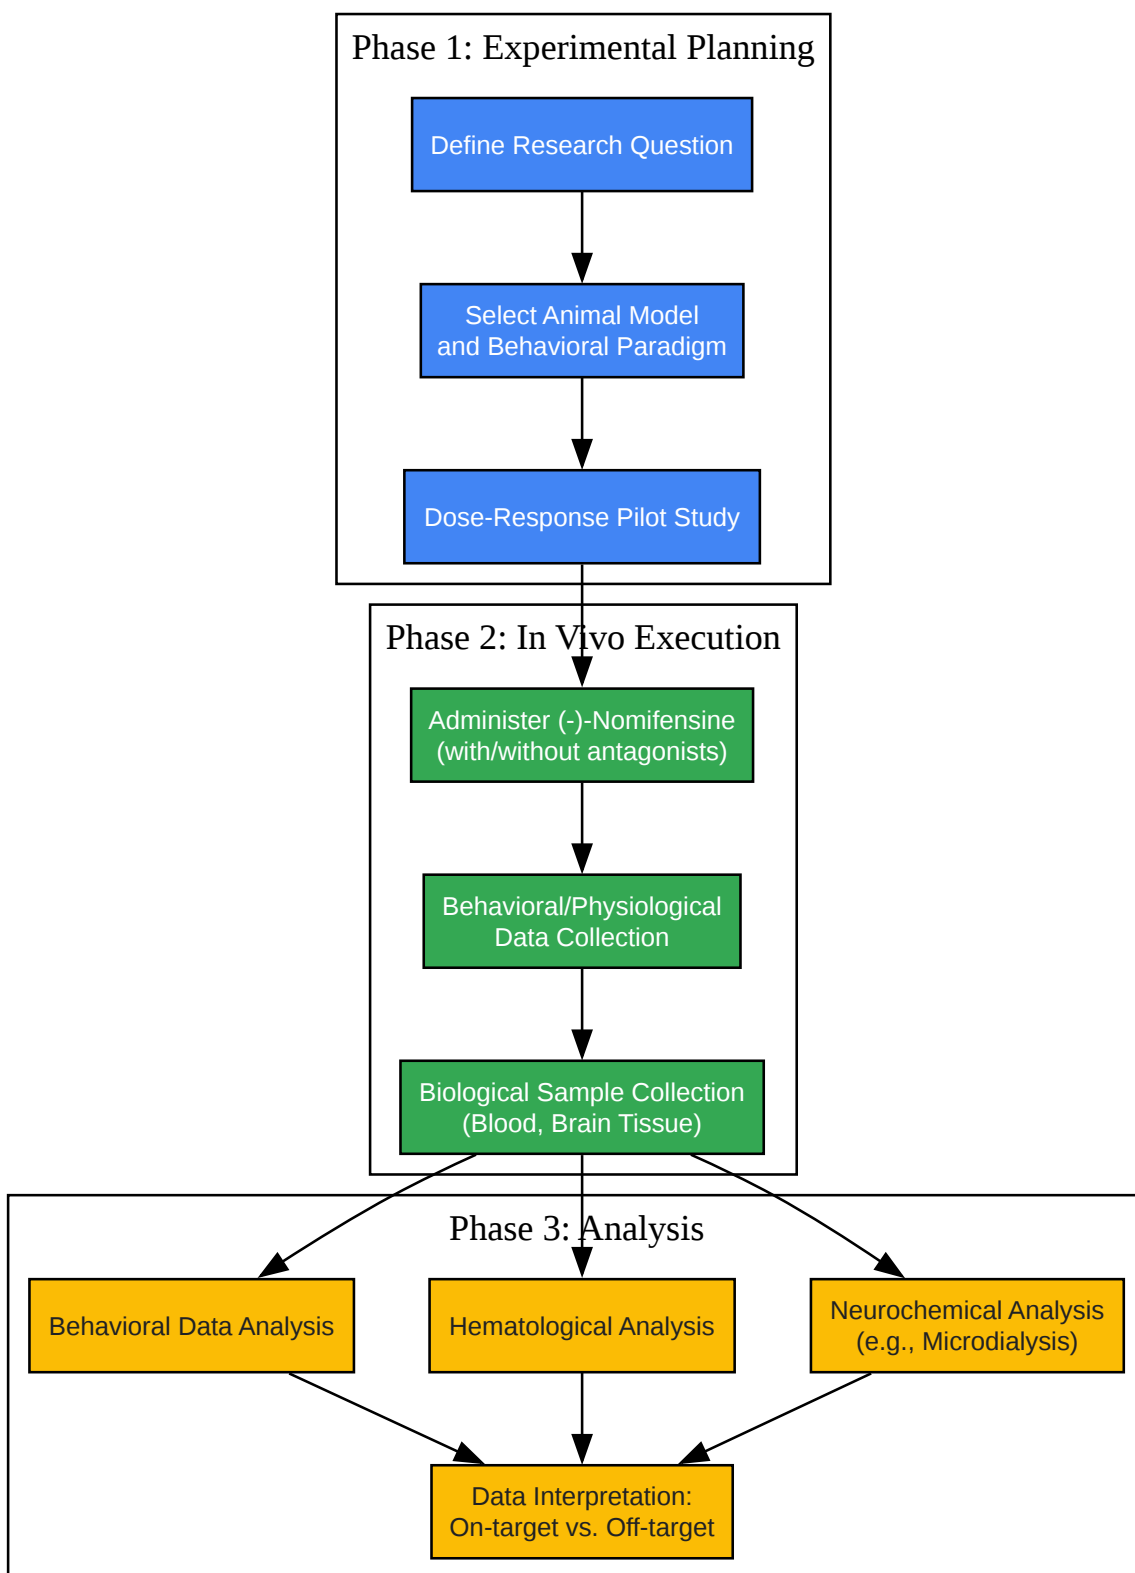 Phase 1: Experimental Planning
Define Research Question
Select Animal Model
and Behavioral Paradigm
Dose-Response Pilot Study
Phase 2: In Vivo Execution
Administer (-)-Nomifensine
(with/without antagonists)
Behavioral/Physiological
Data Collection
Biological Sample Collection
(Blood, Brain Tissue)
Phase 3: Analysis
Behavioral Data Analysis
Hematological Analysis
Neurochemical Analysis
(e.g., Microdialysis)
Data Interpretation:
On-target vs. Off-target